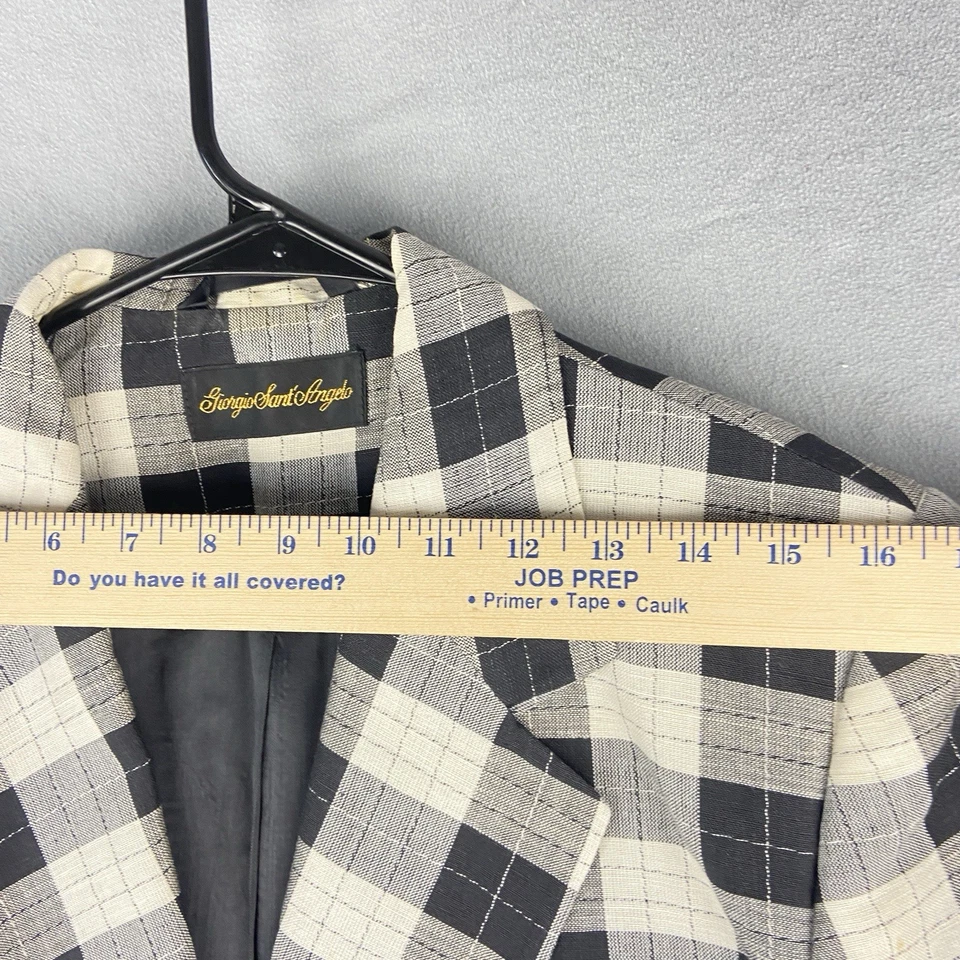 Giorgio Sant'Angelo
6 7 8 9 10 11 12 13 14 15 16
Do you have it all covered?
JOB PREP
• Primer • Tape • Caulk